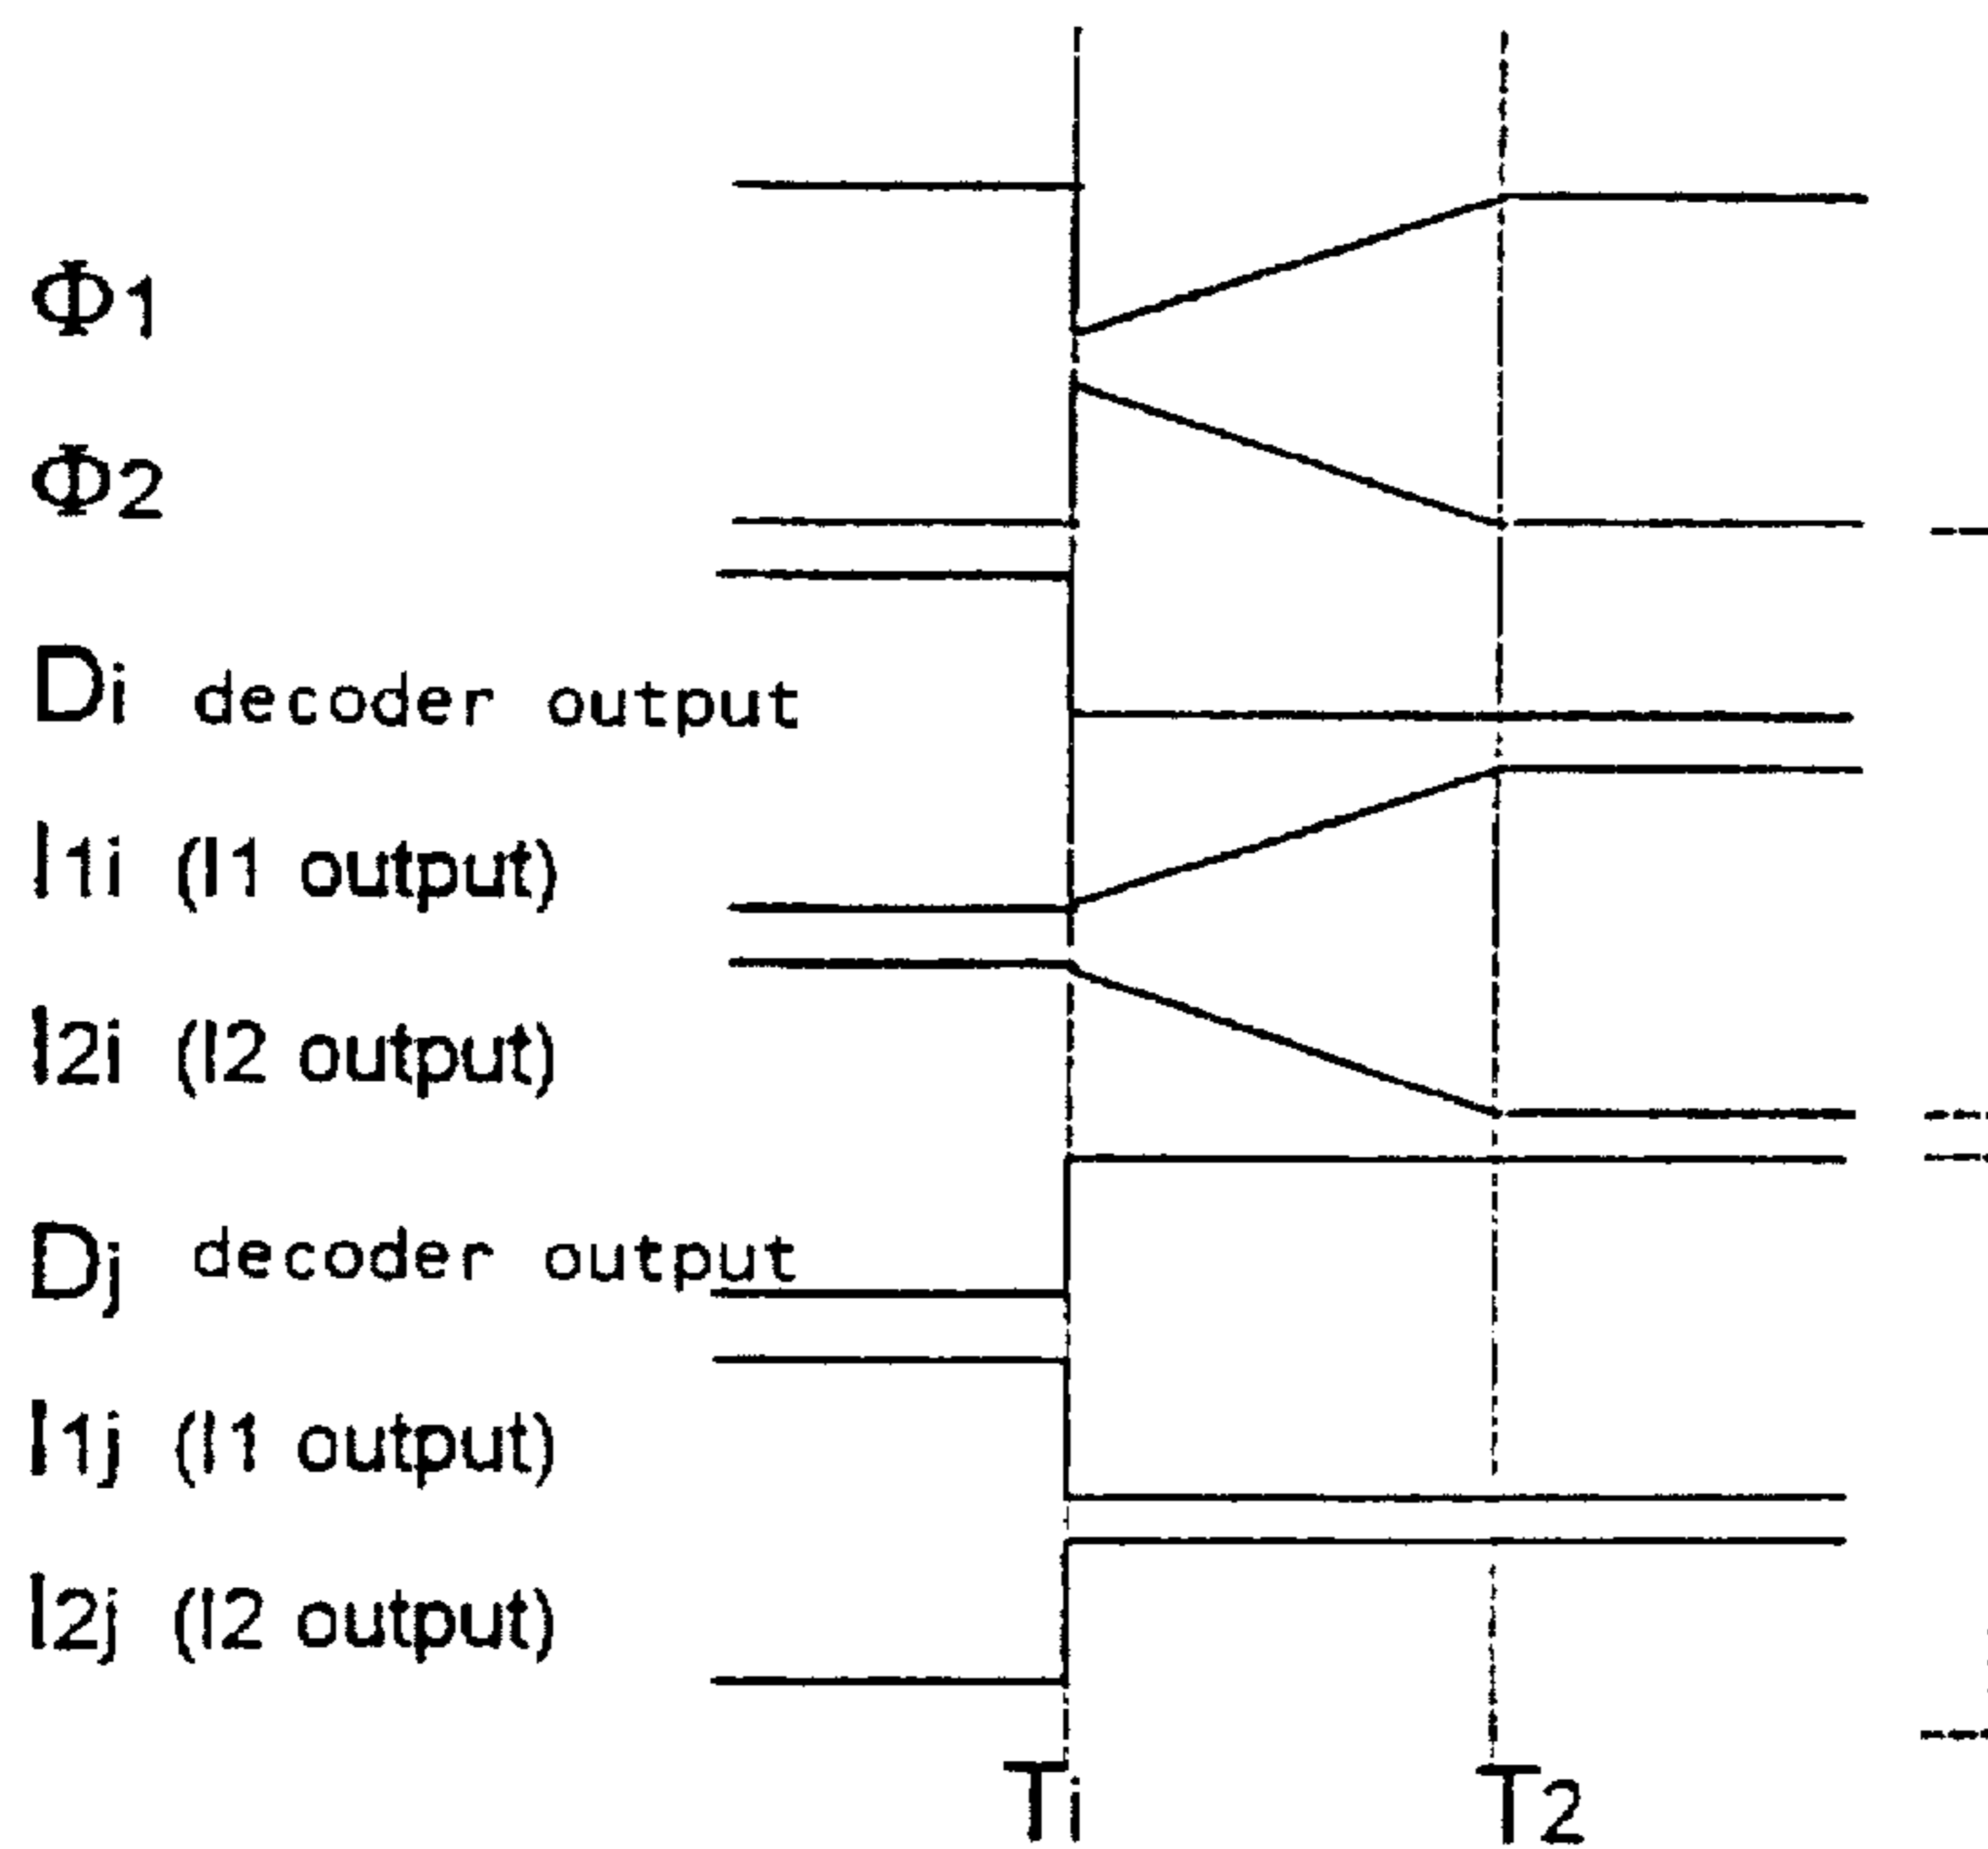 Φ1
Φ2
Di decoder output
I1i (I1 output)
I2i (I2 output)
Dj decoder output
I1j (I1 output)
I2j (I2 output)
Ti T2